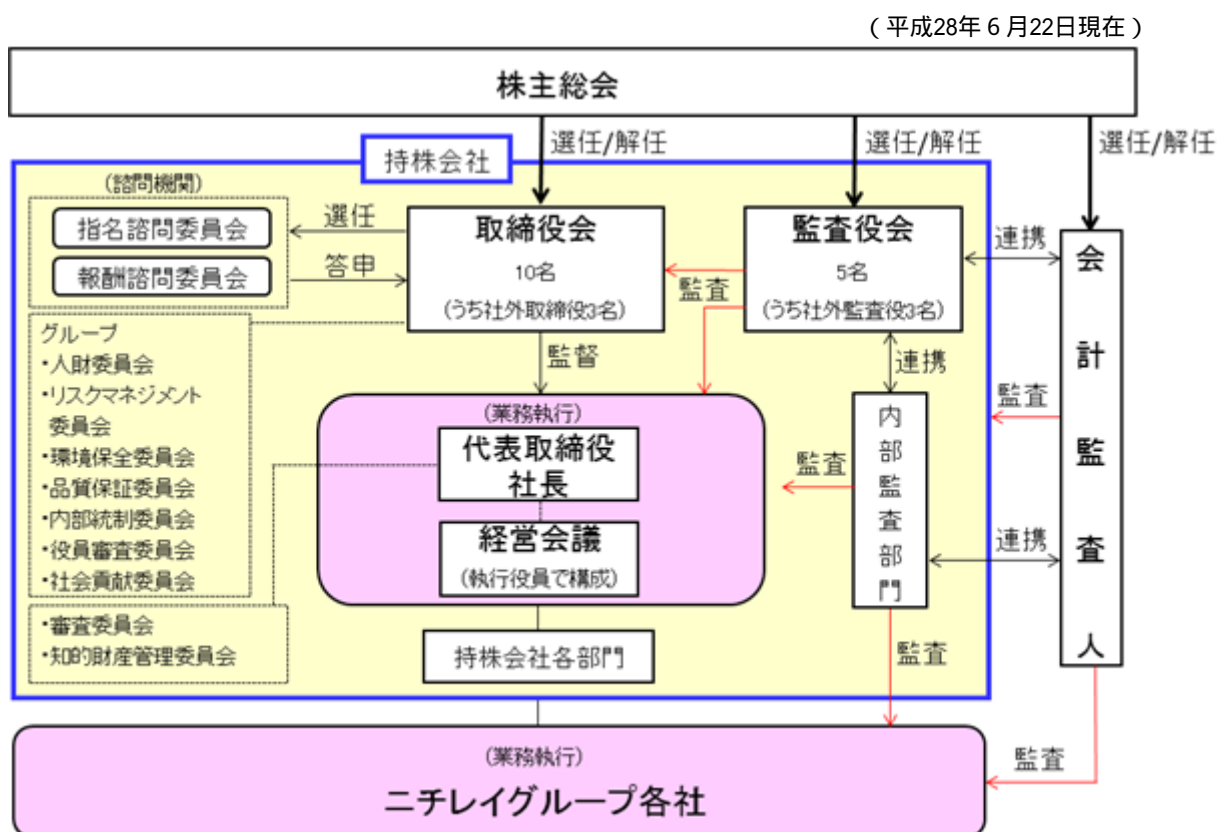 (平成28年6月22日現在)
株主総会
選任/解任
選任/解任
選任/解任
持株会社
(諮問機関)
指名諮問委員会
報酬諮問委員会
選任
答申
取締役会
10名
(うち社外取締役3名)
監査役会
5名
(うち社外監査役3名)
監査
連携
会計監査人
グループ
・人財委員会
・リスクマネジメント
委員会
・環境保全委員会
・品質保証委員会
・内部統制委員会
・役員審査委員会
・社会貢献委員会
監督
連携
(業務執行)
代表取締役
社長
経営会議
(執行役員で構成)
監査
内部監査部門
監査
連携
・審査委員会
・知的財産管理委員会
持株会社各部門
監査
(業務執行)
ニチレイグループ各社
監査